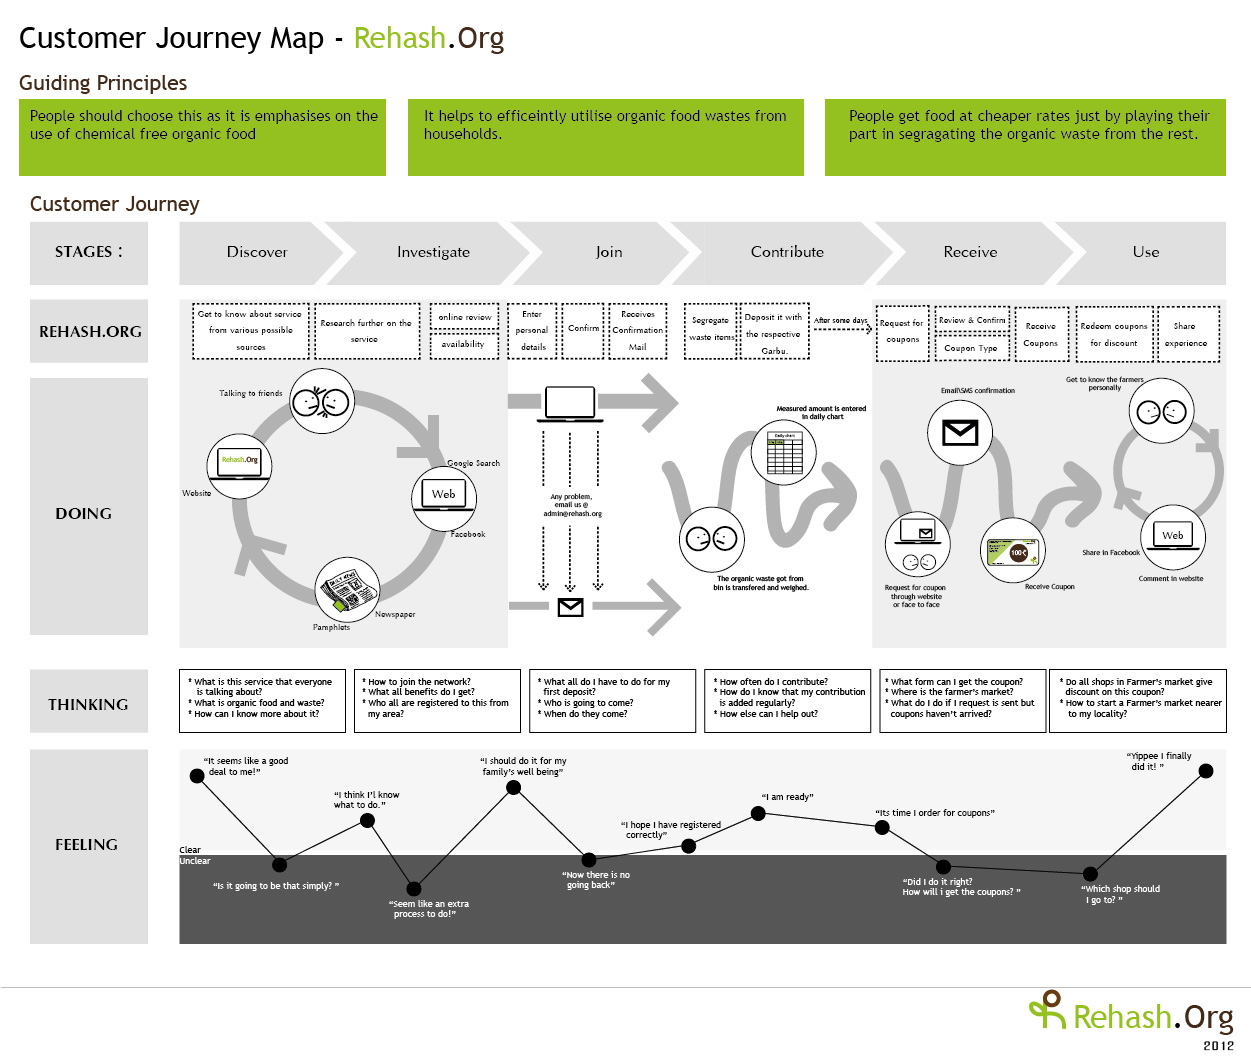 Customer Journey Map - Rehash.Org
Guiding Principles
People should choose this as it is emphasises on the
use of chemical free organic food
It helps to efficeintly utilise organic food wastes from
households.
People get food at cheaper rates just by playing their
part in segragating the organic waste from the rest.
Customer Journey
STAGES :
Discover
Investigate
Join
Contribute
Receive
Use
REHASH.ORG
Get to know about service
from various possible
sources
Research further on the
service
online review
availability
Enter
personal
details
Confirm
Receives
Confirmation
Mail
Segregate
waste items
Deposit it with
the respective
Garbu.
After some days
Request for
coupons
Review & Confirm
Coupon Type
Receive
Coupons
Redeem coupons
for discount
Share
experience
DOING
Talking to friends
Rehash.Org
Website
Google Search
Web
Facebook
DAILY NEWS
Newspaper
Pamphlets
Any problem,
email us @
admin@rehash.org
Measured amount is entered
in daily chart
Daily chart
The organic waste got from
bin is transfered and weighed.
Email\SMS confirmation
Request for coupon
through website
or face to face
100
Receive Coupon
Get to know the farmers
personally
Share in Facebook
Web
Comment in website
THINKING
* What is this service that everyone
is talking about?
* What is organic food and waste?
* How can I know more about it?
* How to join the network?
* What all benefits do I get?
* Who all are registered to this from
my area?
* What all do I have to do for my
first deposit?
* Who is going to come?
* When do they come?
* How often do I contribute?
* How do I know that my contribution
is added regularly?
* How else can I help out?
* What form can I get the coupon?
* Where is the farmer's market?
* What do I do if I request is sent but
coupons haven't arrived?
* Do all shops in Farmer's market give
discount on this coupon?
* How to start a Farmer's market nearer
to my locality?
FEELING
"It seems like a good
deal to me!"
"I think I'l know
what to do."
"I should do it for my
family's well being"
"I hope I have registered
correctly"
"I am ready"
"Its time I order for coupons"
"Yippee I finally
did it! "
Clear
Unclear
"Is it going to be that simply? "
"Seem like an extra
process to do!"
"Now there is no
going back"
"Did I do it right?
How will i get the coupons? "
"Which shop should
I go to? "
Rehash.Org
2012